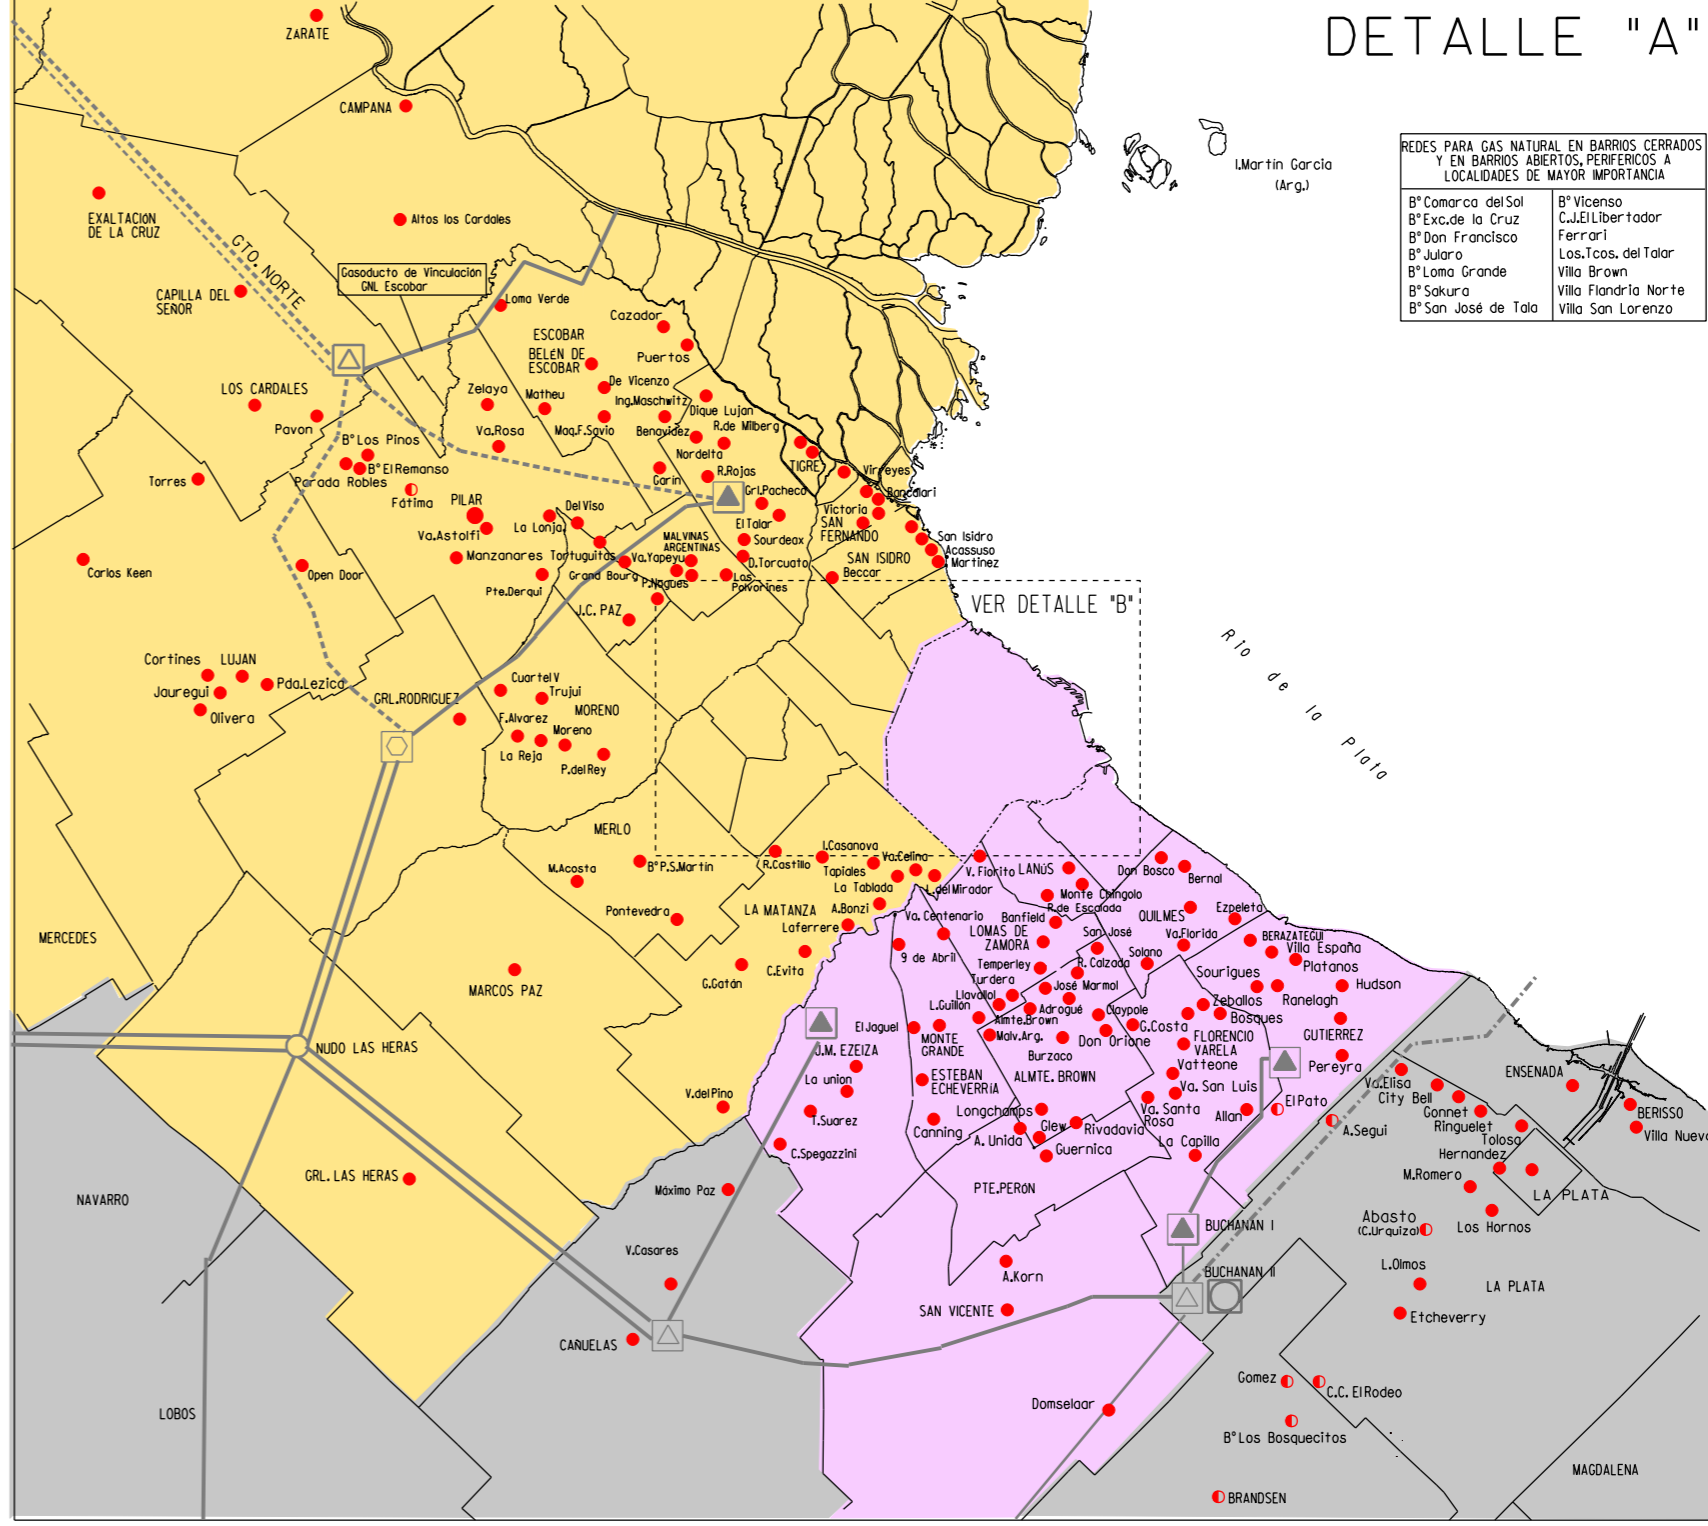 DETALLE "A"
ZARATE
CAMPANA
I.Martin Garcia
(Arg.)
REDES PARA GAS NATURAL EN BARRIOS CERRADOS
Y EN BARRIOS ABIERTOS, PERIFERICOS A
LOCALIDADES DE MAYOR IMPORTANCIA
B° Comarca del Sol
B° Exc.de la Cruz
B° Don Francisco
B° Jularo
B° Loma Grande
B° Sakura
B° San José de Tala
B° Vicenso
C.J.El Libertador
Ferrari
Los.Tcos. del Talar
Villa Brown
Villa Flandria Norte
Villa San Lorenzo
EXALTACION
DE LA CRUZ
Altos los Cardales
GTO. NORTE
Gasoducto de Vinculación
GNL Escobar
CAPILLA DEL
SEÑOR
Loma Verde
Cazador
ESCOBAR
Puertos
BELéN DE
ESCOBAR
De Vicenzo
LOS CARDALES
Zelaya
Matheu
Ing.Maschwitz
Dique Lujan
Pavon
Va.Rosa
Maq.F.Savio
Benavidez
R.de Milberg
B° Los Pinos
Nordelta
B° El Remanso
TIGRE
Virreyes
Torres
Parada Robles
Garin
R.Rojas
Fátima
PILAR
Grl.Pacheco
Bancalari
Del Viso
Victoria
La Lonja
El Talar
SAN
FERNANDO
Va.Astolfi
MALVINAS
ARGENTINAS
Sourdeax
San Isidro
Manzanares
Tortuguitas
Va.Yapeyu
SAN ISIDRO
Acassuso
Carlos Keen
Open Door
D.Torcuato
Martinez
Grand Bourg
Beccar
Pte.Derqui
P.Nogues
Los
Polvorines
J.C. PAZ
VER DETALLE "B"
Rio de la Plata
Cortines
LUJAN
Jauregui
Pda.Lezica
Cuartel V
Trujui
Olivera
GRL.RODRIGUEZ
MORENO
F.Alvarez
Moreno
La Reja
P.del Rey
MERLO
M.Acosta
B° P.S.Martin
R.Castillo
I.Casanova
Tapiales
Va.Celina
La Tablada
L.del Mirador
V. Fiorito
LANÚS
Don Bosco
Bernal
Monte Chingolo
R.de Escalada
Pontevedra
LA MATANZA
A.Bonzi
Va. Centenario
Banfield
QUILMES
Ezpeleta
Laferrere
LOMAS DE
ZAMORA
San José
Va.Florida
BERAZATEGUI
MERCEDES
9 de Abril
Solano
Villa España
C.Evita
Temperley
R. Calzada
Platanos
G.Catán
Turdera
Sourigues
MARCOS PAZ
Llavallol
José Marmol
Ranelagh
Hudson
L.Guillón
Adrogué
Zeballos
Almte.Brown
Claypole
Bosques
El Jaguel
G.Costa
GUTIERREZ
MONTE
GRANDE
Malv.Arg.
Don Orione
FLORENCIO
VARELA
NUDO LAS HERAS
J.M. EZEIZA
Burzaco
Pereyra
Vatteone
La union
ESTEBAN
ECHEVERRíA
ALMTE. BROWN
Va. San Luis
Va.Elisa
ENSENADA
V.del Pino
City Bell
T.Suarez
Longchamps
Va. Santa
Rosa
Allan
El Pato
Gonnet
BERISSO
Canning
Glew
Rivadavia
A.Segui
Ringuelet
Villa Nueva
A. Unida
Tolosa
C.Spegazzini
Guernica
La Capilla
Hernandez
GRL. LAS HERAS
M.Romero
NAVARRO
Máximo Paz
PTE.PERóN
LA PLATA
Abasto
(C.Urquiza)
BUCHANAN I
Los Hornos
V.Casares
A.Korn
BUCHANAN II
L.Olmos
LA PLATA
SAN VICENTE
Etcheverry
CAÑUELAS
Gomez
C.C. El Rodeo
LOBOS
Domselaar
B° Los Bosquecitos
MAGDALENA
BRANDSEN